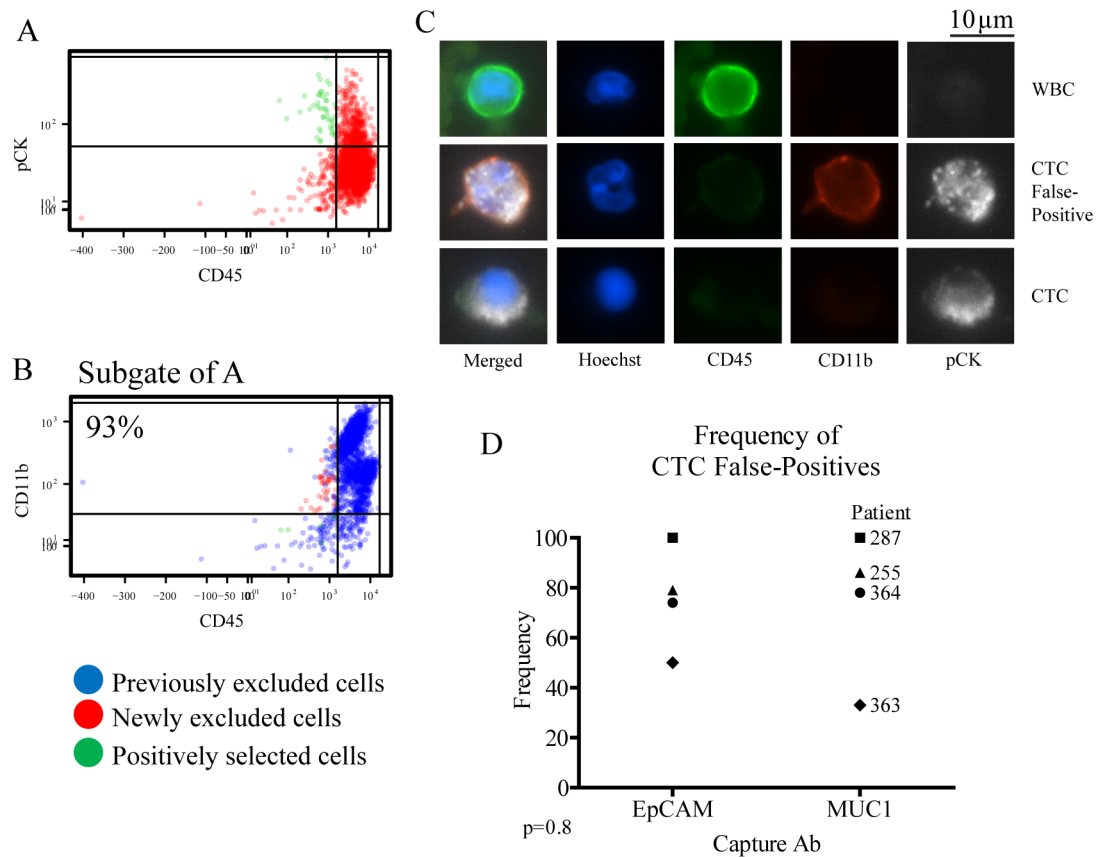 A
pCK
10²
10¹
10⁰
−400
−300
−200
−100
−50
10¹
10²
10³
10⁴
CD45
B
Subgate of A
93%
CD11b
10³
10²
10¹
10⁰
−400
−300
−200
−100
−50
10¹
10²
10³
10⁴
CD45
Previously excluded cells
Newly excluded cells
Positively selected cells
C
10μm
WBC
CTC
False-
Positive
CTC
Merged
Hoechst
CD45
CD11b
pCK
D
Frequency of
CTC False-Positives
Patient
287
255
364
363
Frequency
100
80
60
40
20
0
EpCAM
MUC1
p=0.8
Capture Ab